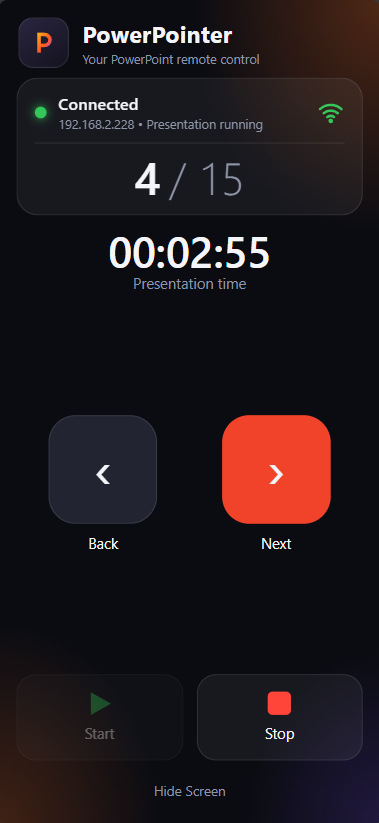 P
PowerPointer
Your PowerPoint remote control
Connected
192.168.2.228 • Presentation running
4 / 15
00:02:55
Presentation time
‹ ›
Back Next
Start Stop
Hide Screen